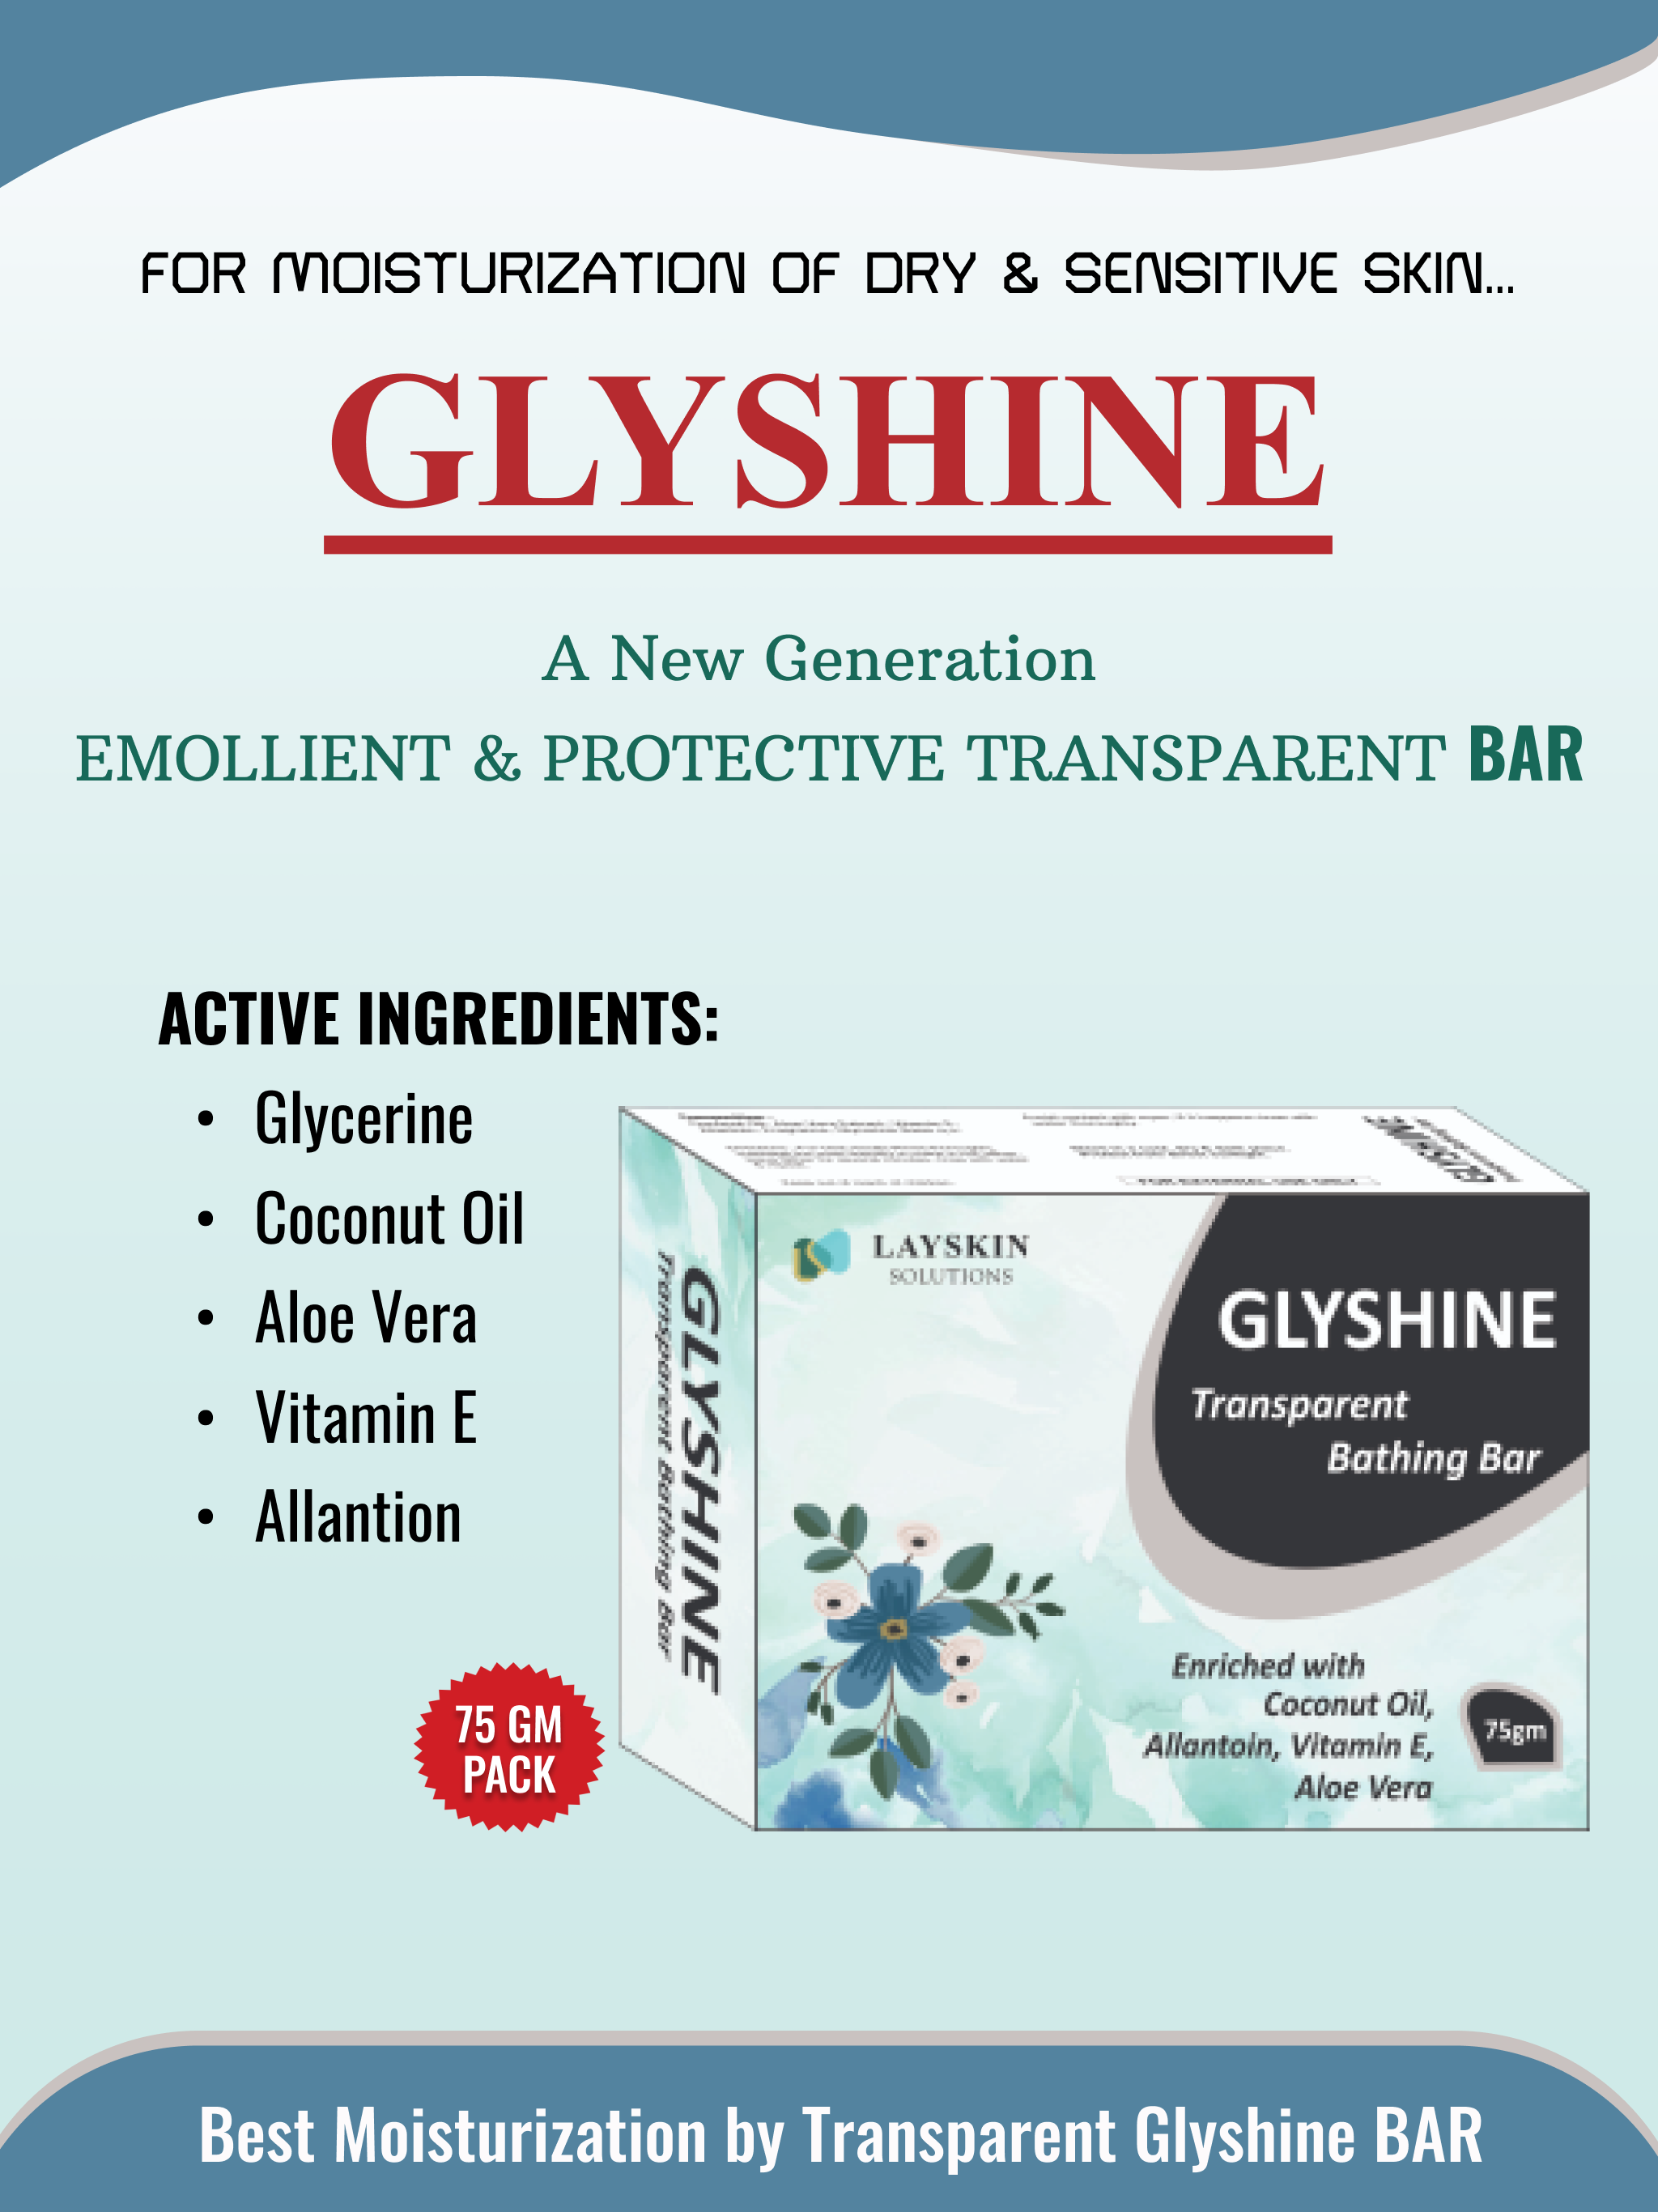 FOR MOISTURIZATION OF DRY & SENSITIVE SKIN...
GLYSHINE
A New Generation
EMOLLIENT & PROTECTIVE TRANSPARENT BAR
ACTIVE INGREDIENTS:
• Glycerine
• Coconut Oil
• Aloe Vera
• Vitamin E
• Allantion
75 GM
PACK
GLYSHINE
GLYSHINE
Transparent Bathing Bar
LAYSKIN
SOLUTIONS
GLYSHINE
Transparent
Bathing Bar
Enriched with
Coconut Oil,
Allantoin, Vitamin E,
Aloe Vera
75gm
Best Moisturization by Transparent Glyshine BAR